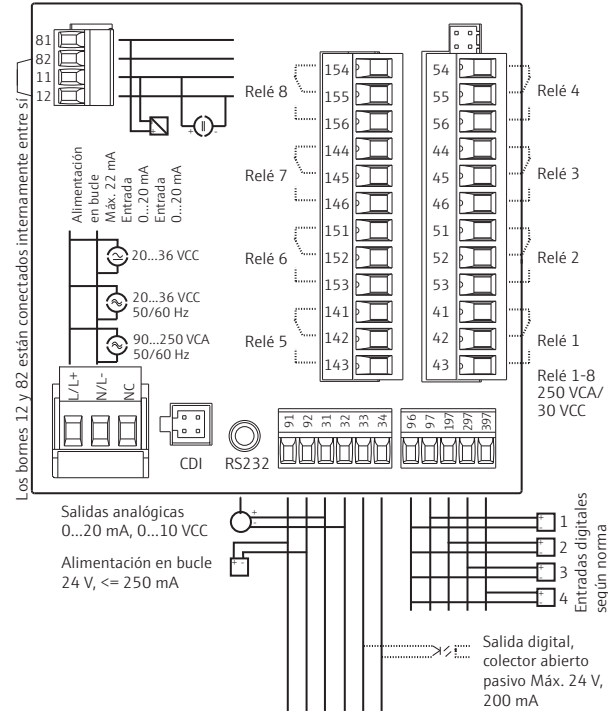 81
82
11
12
Los bornes 12 y 82 están conectados internamente entre sí
Alimentación
en bucle
Máx. 22 mA
Entrada
0...20 mA
Entrada
0...20 mA
+
-
20...36 VCC
20...36 VCC
50/60 Hz
90...250 VCA
50/60 Hz
L/L+
N/L-
NC
CDI
RS232
Relé 8
154
155
156
Relé 7
144
145
146
Relé 6
151
152
153
Relé 5
141
142
143
54
55
56
Relé 4
44
45
46
Relé 3
51
52
53
Relé 2
41
42
43
Relé 1
Relé 1-8
250 VCA/
30 VCC
91
92
31
32
33
34
96
97
197
297
397
Salidas analógicas
0...20 mA, 0...10 VCC
+
-
Alimentación en bucle
24 V, <= 250 mA
+ -
+
-
1
+
-
2
+
-
3
+
-
4
Entradas digitales
según norma
Salida digital,
colector abierto
pasivo Máx. 24 V,
200 mA